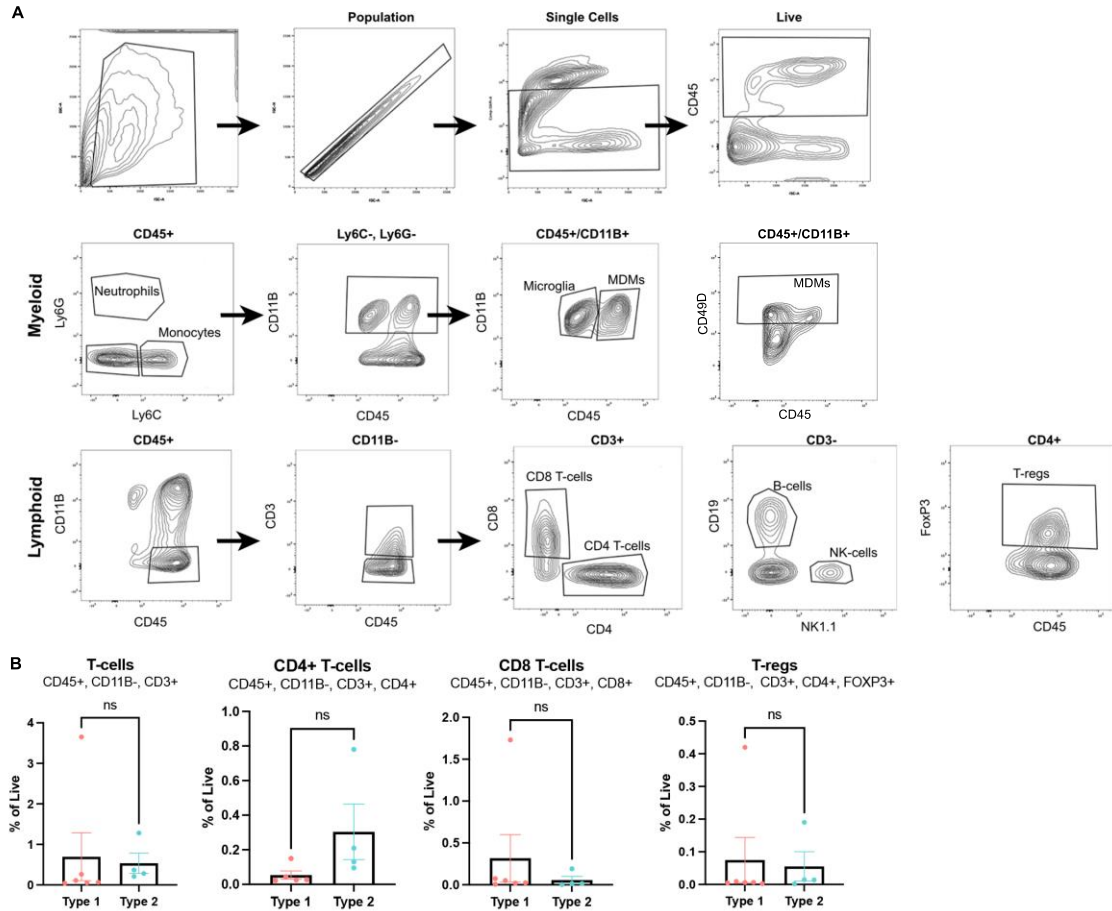 A
Population
Single Cells
Live
CD45
Myeloid
CD45+
Ly6C-, Ly6G-
CD45+/CD11B+
CD45+/CD11B+
Ly6G
Neutrophils
Monocytes
Ly6C
CD11B
CD45
CD11B
Microglia
MDMs
CD45
CD49D
MDMs
CD45
Lymphoid
CD45+
CD11B-
CD3+
CD3-
CD4+
CD11B
CD45
CD3
CD45
CD8
CD8 T-cells
CD4 T-cells
CD4
CD19
B-cells
NK-cells
NK1.1
FoxP3
T-regs
CD45
B
T-cells
CD45+, CD11B-, CD3+
ns
% of Live
4
3
2
1
0
Type 1 Type 2
CD4+ T-cells
CD45+, CD11B-, CD3+, CD4+
ns
% of Live
1.0
0.8
0.6
0.4
0.2
0.0
Type 1 Type 2
CD8 T-cells
CD45+, CD11B-, CD3+, CD8+
ns
% of Live
2.0
1.5
1.0
0.5
0.0
Type 1 Type 2
T-regs
CD45+, CD11B-, CD3+, CD4+, FOXP3+
ns
% of Live
0.5
0.4
0.3
0.2
0.1
0.0
Type 1 Type 2